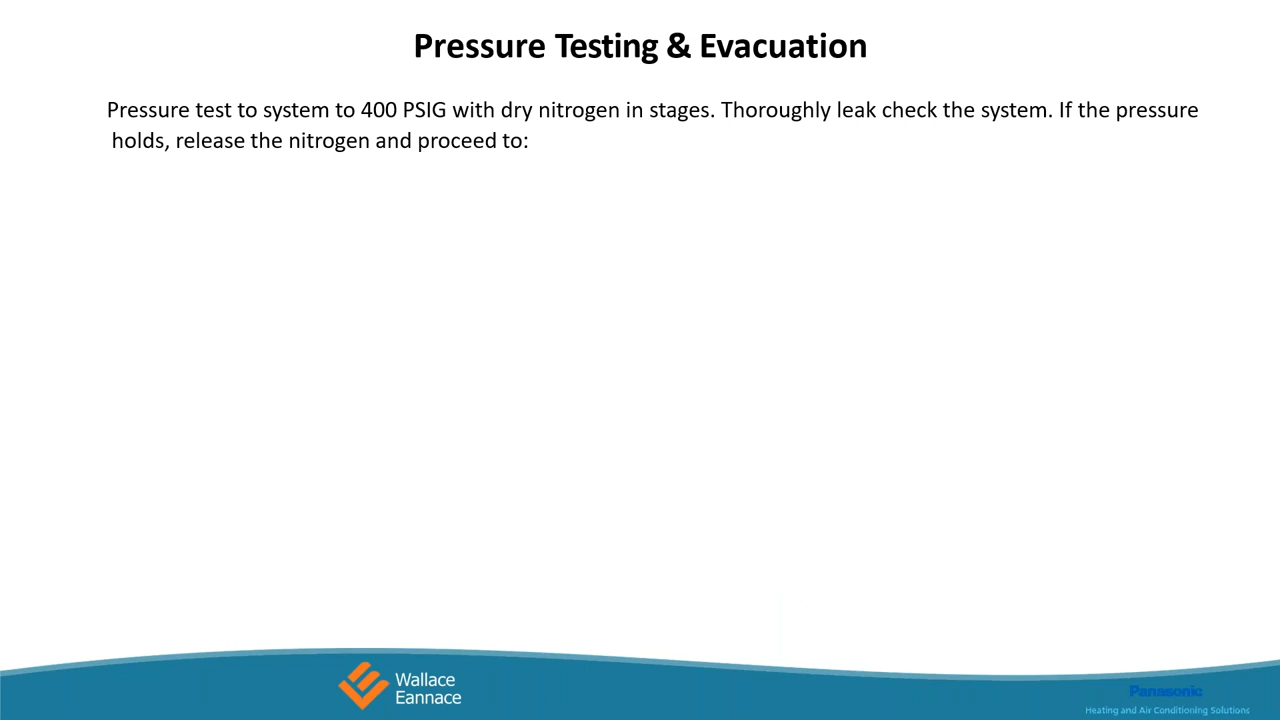 Pressure Testing & Evacuation
Pressure test to system to 400 PSIG with dry nitrogen in stages. Thoroughly leak check the system. If the pressure
holds, release the nitrogen and proceed to:
Wallace
Eannace
Panasonic
Heating and Air Conditioning Solutions